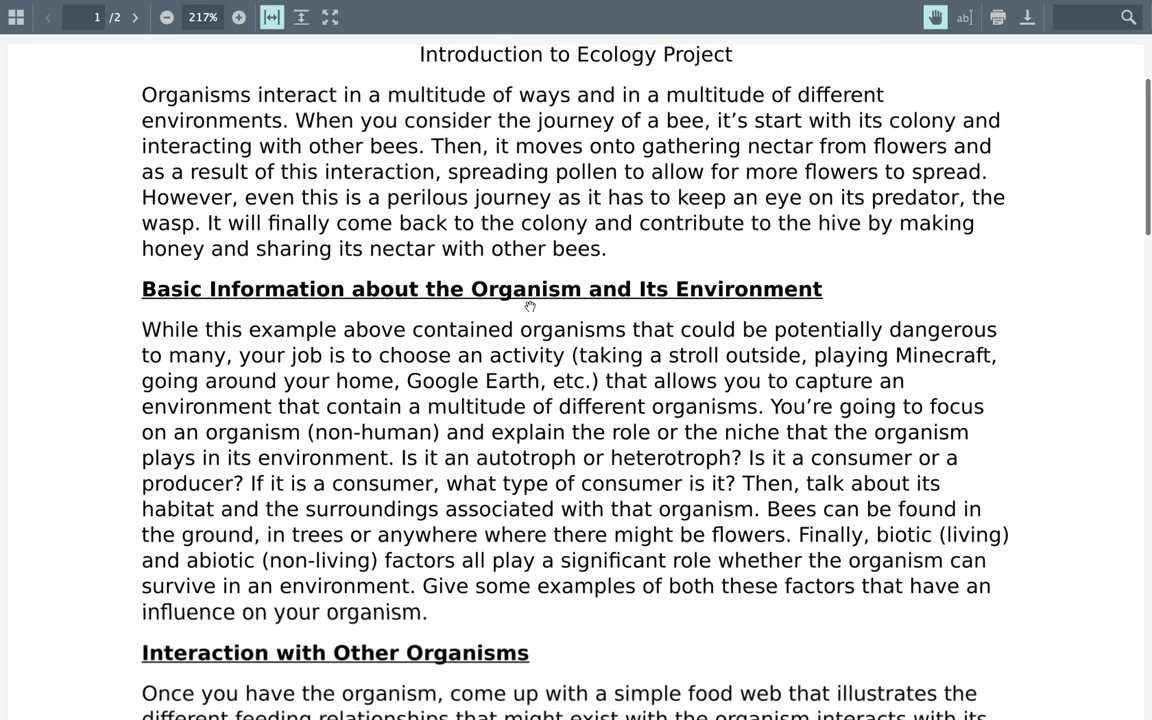 1 /2
217%
ab
Introduction to Ecology Project
Organisms interact in a multitude of ways and in a multitude of different
environments. When you consider the journey of a bee, it’s start with its colony and
interacting with other bees. Then, it moves onto gathering nectar from flowers and
as a result of this interaction, spreading pollen to allow for more flowers to spread.
However, even this is a perilous journey as it has to keep an eye on its predator, the
wasp. It will finally come back to the colony and contribute to the hive by making
honey and sharing its nectar with other bees.
Basic Information about the Organism and Its Environment
While this example above contained organisms that could be potentially dangerous
to many, your job is to choose an activity (taking a stroll outside, playing Minecraft,
going around your home, Google Earth, etc.) that allows you to capture an
environment that contain a multitude of different organisms. You’re going to focus
on an organism (non-human) and explain the role or the niche that the organism
plays in its environment. Is it an autotroph or heterotroph? Is it a consumer or a
producer? If it is a consumer, what type of consumer is it? Then, talk about its
habitat and the surroundings associated with that organism. Bees can be found in
the ground, in trees or anywhere where there might be flowers. Finally, biotic (living)
and abiotic (non-living) factors all play a significant role whether the organism can
survive in an environment. Give some examples of both these factors that have an
influence on your organism.
Interaction with Other Organisms
Once you have the organism, come up with a simple food web that illustrates the
different feeding relationships that might exist with the organism interacts with its